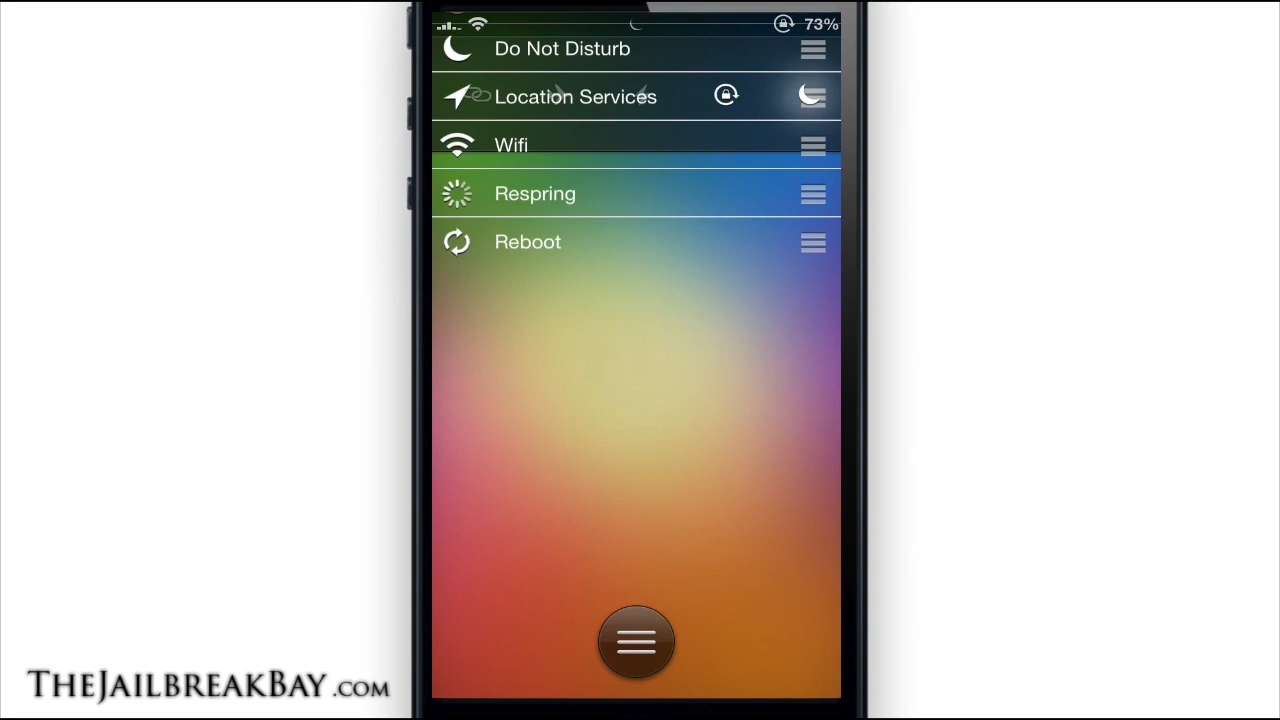 73%
Do Not Disturb
Location Services
Wifi
Respring
Reboot
THEJAILBREAKBAY.COM